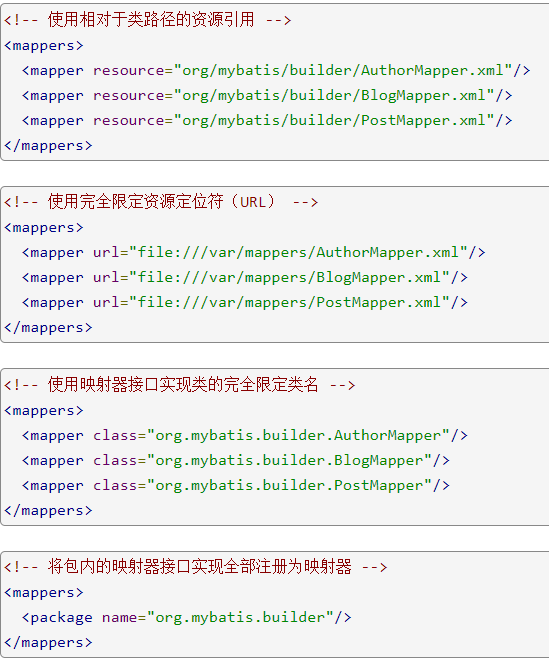 <!-- 使用相对于类路径的资源引用 -->
<mappers>
  <mapper resource="org/mybatis/builder/AuthorMapper.xml"/>
  <mapper resource="org/mybatis/builder/BlogMapper.xml"/>
  <mapper resource="org/mybatis/builder/PostMapper.xml"/>
</mappers>
<!-- 使用完全限定资源定位符（URL） -->
<mappers>
  <mapper url="file:///var/mappers/AuthorMapper.xml"/>
  <mapper url="file:///var/mappers/BlogMapper.xml"/>
  <mapper url="file:///var/mappers/PostMapper.xml"/>
</mappers>
<!-- 使用映射器接口实现类的完全限定类名 -->
<mappers>
  <mapper class="org.mybatis.builder.AuthorMapper"/>
  <mapper class="org.mybatis.builder.BlogMapper"/>
  <mapper class="org.mybatis.builder.PostMapper"/>
</mappers>
<!-- 将包内的映射器接口实现全部注册为映射器 -->
<mappers>
  <package name="org.mybatis.builder"/>
</mappers>